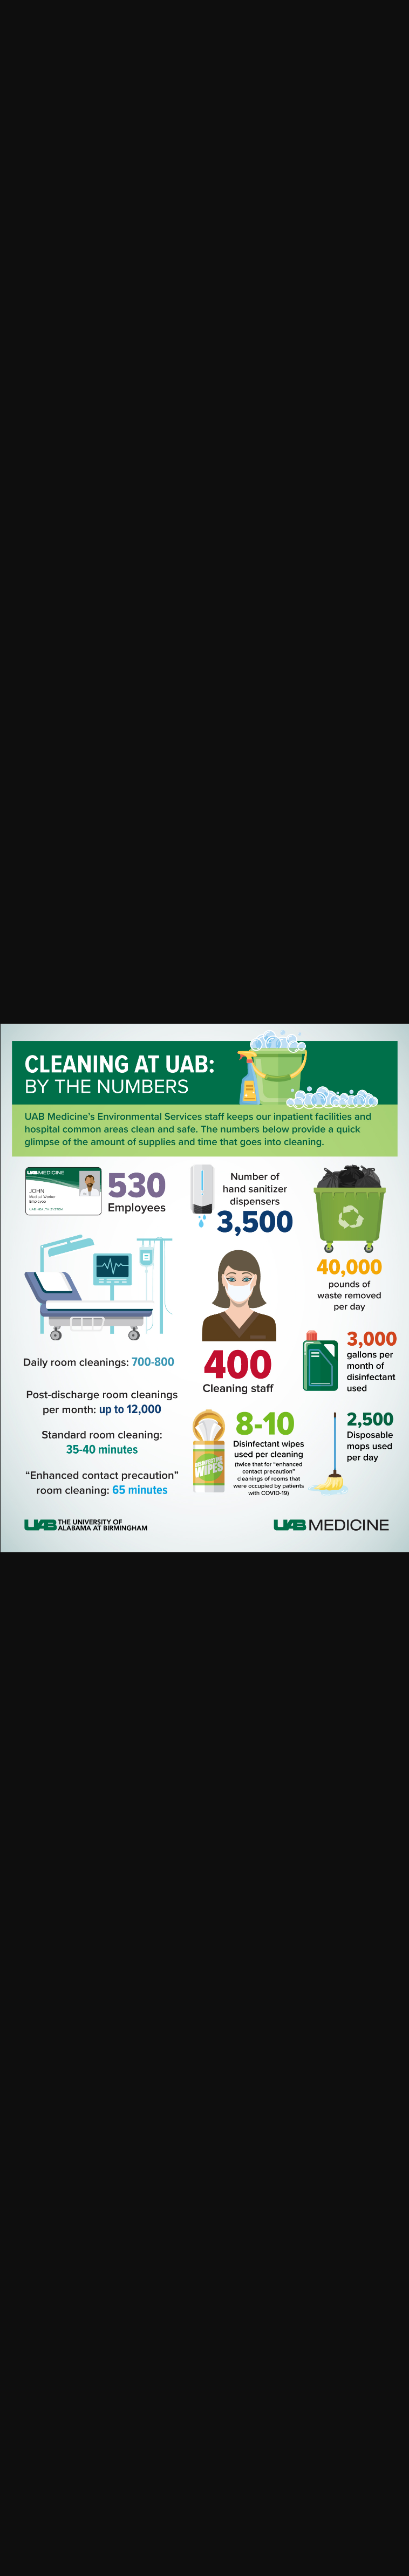 CLEANING AT UAB:
BY THE NUMBERS
UAB Medicine's Environmental Services staff keeps our inpatient facilities and
hospital common areas clean and safe. The numbers below provide a quick
glimpse of the amount of supplies and time that goes into cleaning.
UAB MEDICINE
JOHN
530
Employees
Number of
hand sanitizer
dispensers
3,500
40,000
pounds of
waste removed
per day
Daily room cleanings: 700-800
Post-discharge room cleanings
per month: up to 12,000
Standard room cleaning:
35-40 minutes
“Enhanced contact precaution”
room cleaning: 65 minutes
400
Cleaning staff
3,000
gallons per
month of
disinfectant
used
DISINFECTING
WIPES
8-10
Disinfectant wipes
used per cleaning
(twice that for “enhanced
contact precaution”
cleanings of rooms that
were occupied by patients
with COVID-19)
2,500
Disposable
mops used
per day
UAB THE UNIVERSITY OF
ALABAMA AT BIRMINGHAM
UAB MEDICINE